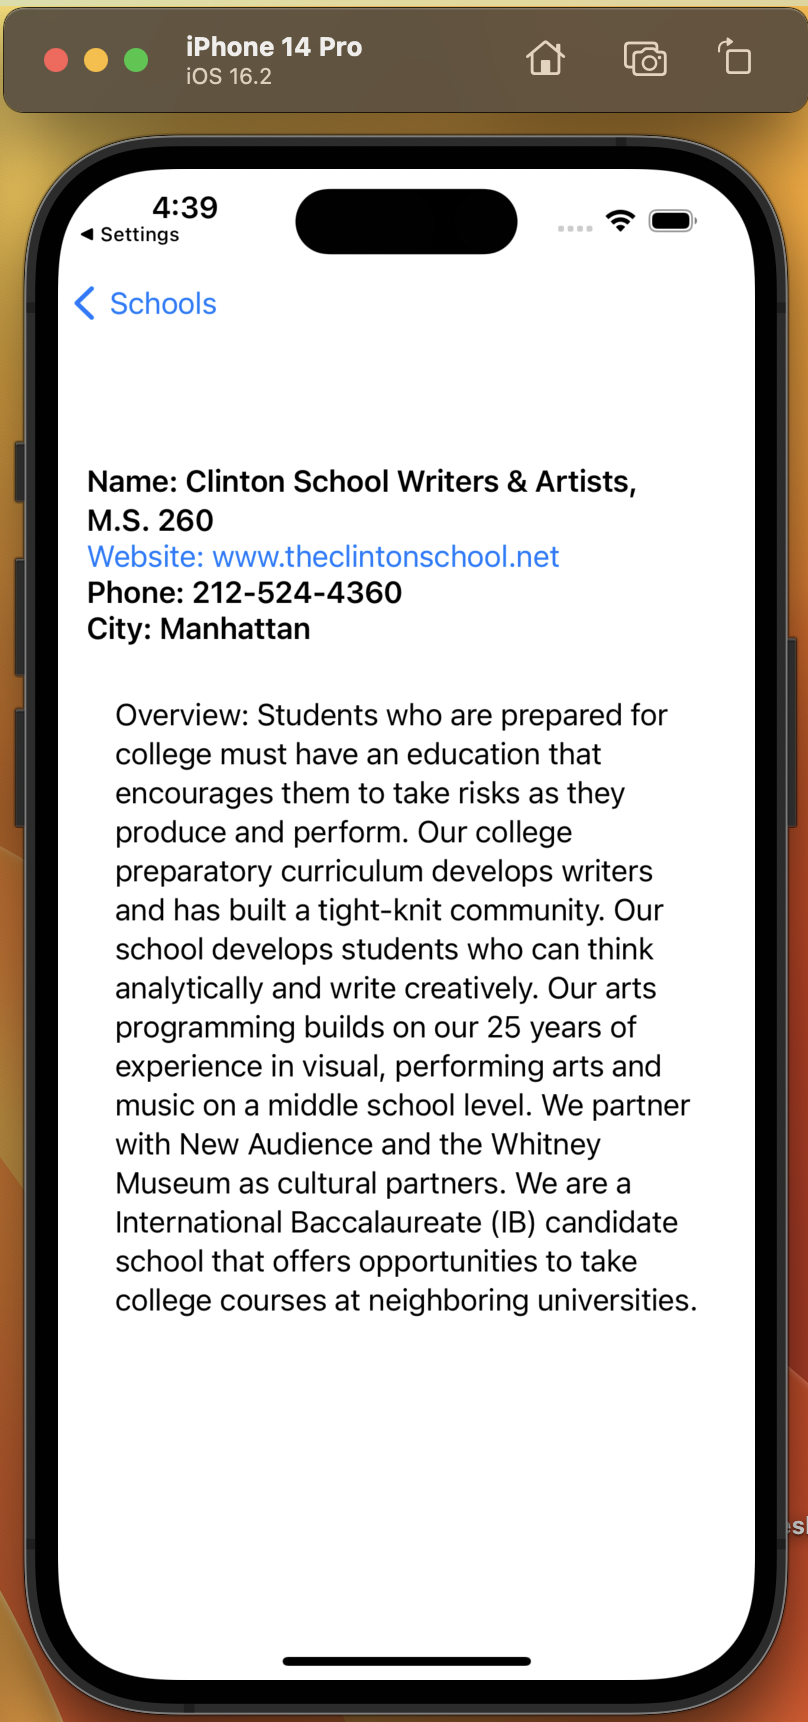 iPhone 14 Pro
iOS 16.2
4:39
Settings
Schools
Name: Clinton School Writers & Artists,
M.S. 260
Website: www.theclintonschool.net
Phone: 212-524-4360
City: Manhattan
Overview: Students who are prepared for
college must have an education that
encourages them to take risks as they
produce and perform. Our college
preparatory curriculum develops writers
and has built a tight-knit community. Our
school develops students who can think
analytically and write creatively. Our arts
programming builds on our 25 years of
experience in visual, performing arts and
music on a middle school level. We partner
with New Audience and the Whitney
Museum as cultural partners. We are a
International Baccalaureate (IB) candidate
school that offers opportunities to take
college courses at neighboring universities.